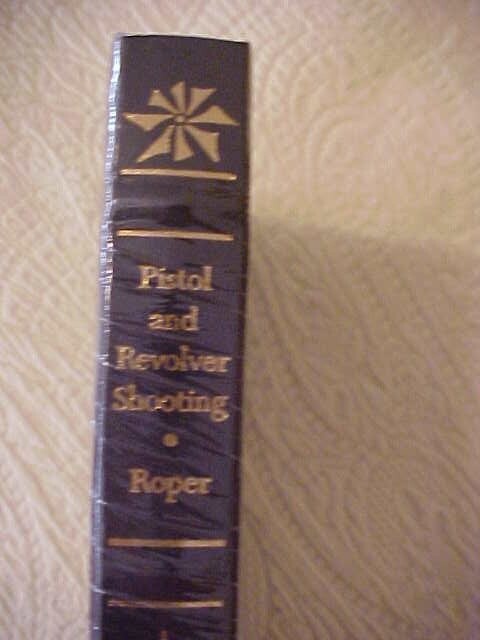 Pistol
and
Revolver
Shooting
•
Roper